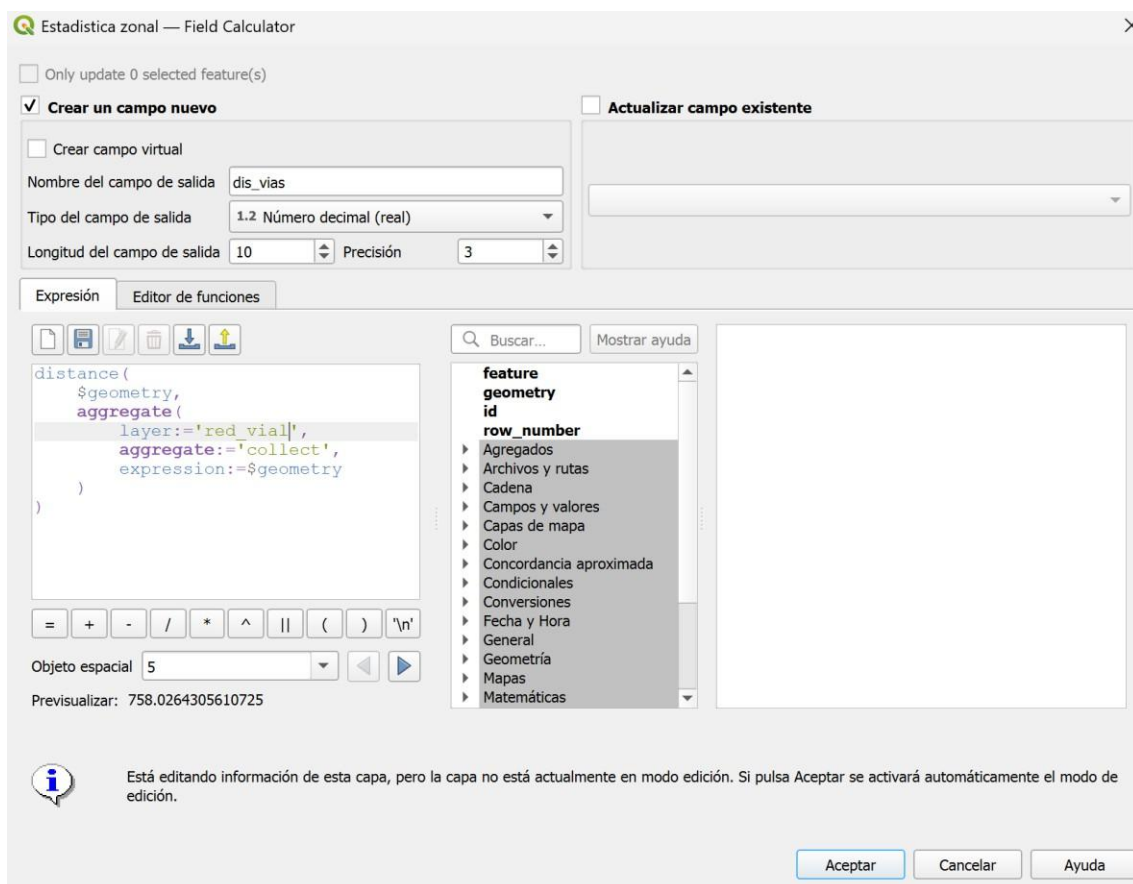 Estadistica zonal — Field Calculator
Only update 0 selected feature(s)
Crear un campo nuevo
Actualizar campo existente
Crear campo virtual
Nombre del campo de salida dis_vias
Tipo del campo de salida 1.2 Número decimal (real)
Longitud del campo de salida 10 Precisión 3
Expresión Editor de funciones
Buscar... Mostrar ayuda
distance(
$geometry,
aggregate(
layer:='red_vial',
aggregate:='collect',
expression:=$geometry
)
)
feature
geometry
id
row_number
Agregados
Archivos y rutas
Cadena
Campos y valores
Capas de mapa
Color
Concordancia aproximada
Condicionales
Conversiones
Fecha y Hora
General
Geometría
Mapas
Matemáticas
= + - / * ^ || ( ) '\n'
Objeto espacial 5
Previsualizar: 758.0264305610725
Está editando información de esta capa, pero la capa no está actualmente en modo edición. Si pulsa Aceptar se activará automáticamente el modo de
edición.
Aceptar Cancelar Ayuda